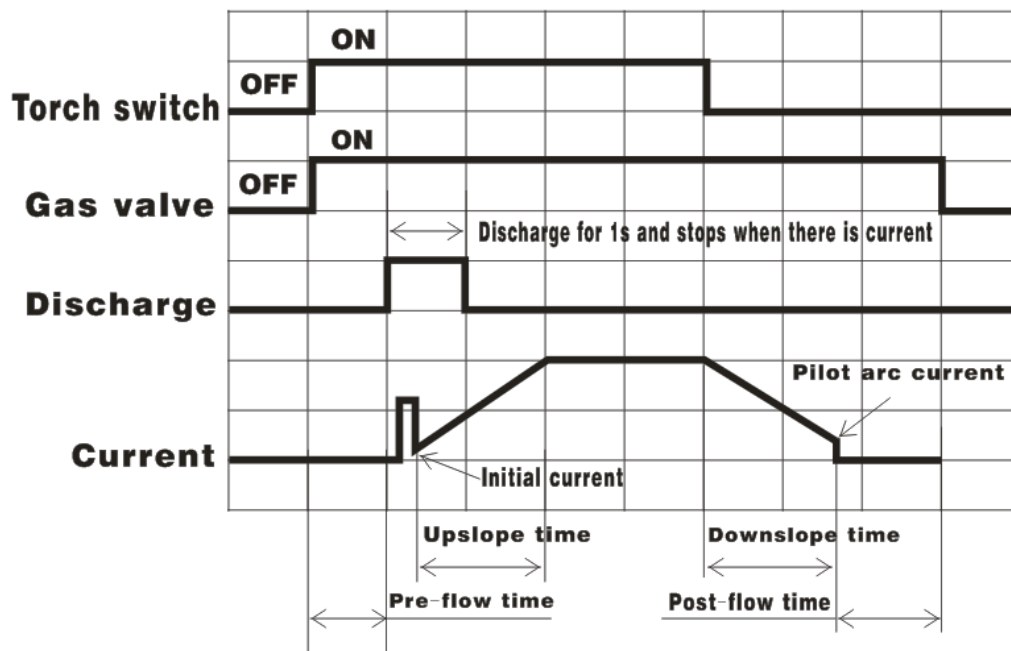 ON
OFF
Torch switch
ON
OFF
Gas valve
Discharge for 1s and stops when there is current
Discharge
Pilot arc current
Current
Initial current
Upslope time
Downslope time
Pre-flow time
Post-flow time